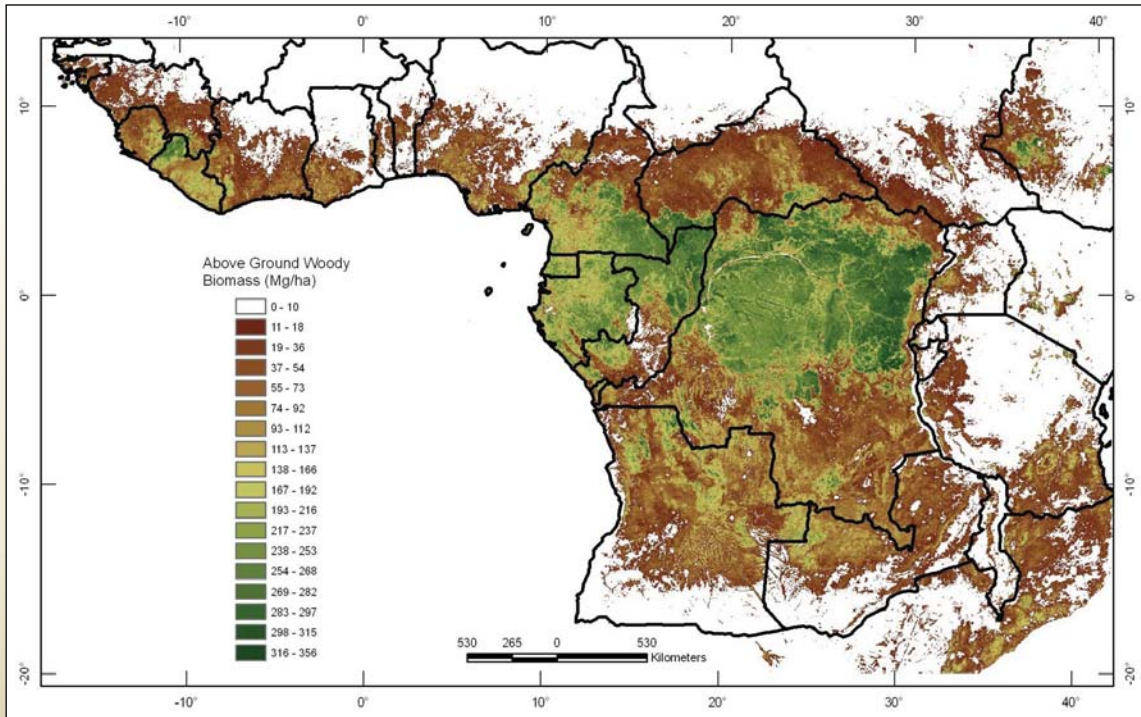 -10° 0° 10° 20° 30° 40°
10° 10°
0° 0°
-10° -10°
-20° -20°
Above Ground Woody
Biomass (Mg/ha)
0 - 10
11 - 18
19 - 36
37 - 54
55 - 73
74 - 92
93 - 112
113 - 137
138 - 166
167 - 192
193 - 216
217 - 237
238 - 253
254 - 268
269 - 282
283 - 297
298 - 315
316 - 356
530 265 0 530
Kilometers
-10° 0° 10° 20° 30° 40°